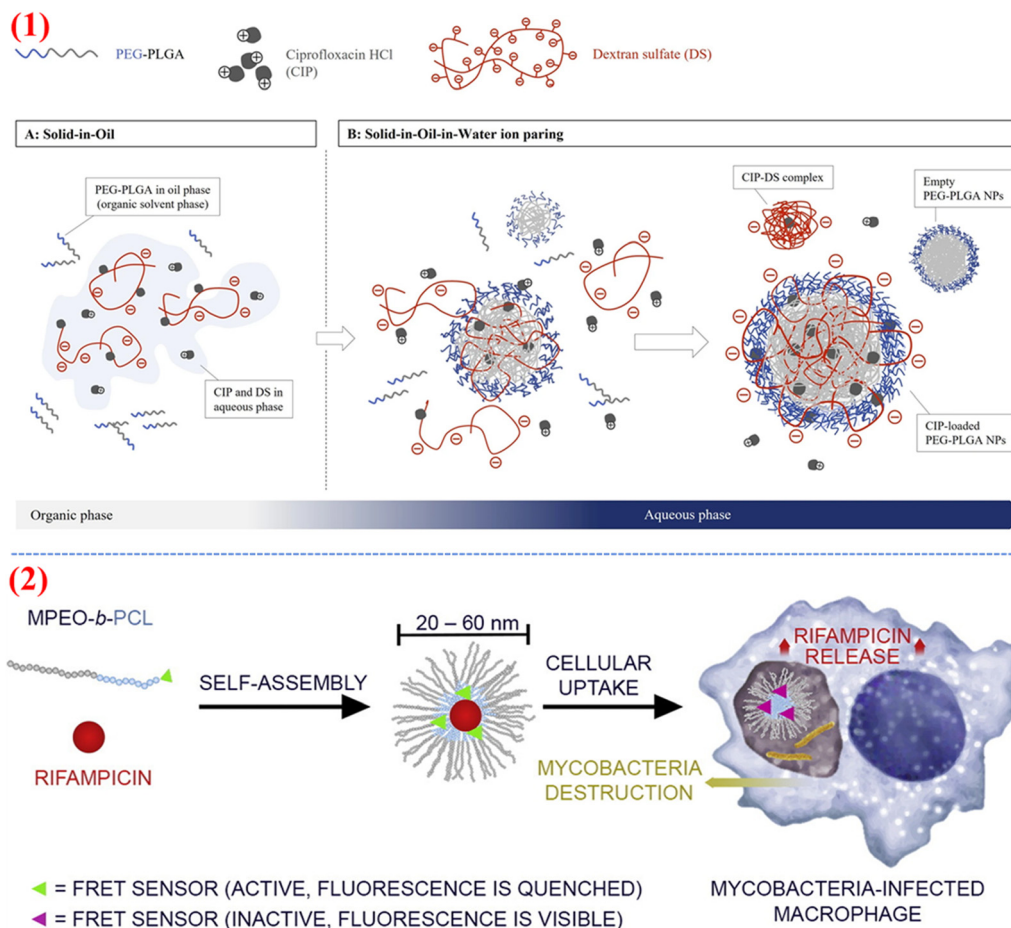 (1)
PEG-PLGA
Ciprofloxacin HCl
(CIP)
Dextran sulfate (DS)
A: Solid-in-Oil
B: Solid-in-Oil-in-Water ion paring
PEG-PLGA in oil phase
(organic solvent phase)
CIP and DS in
aqueous phase
CIP-DS complex
Empty
PEG-PLGA NPs
CIP-loaded
PEG-PLGA NPs
Organic phase
Aqueous phase
(2)
MPEO-b-PCL
RIFAMPICIN
SELF-ASSEMBLY
20 – 60 nm
CELLULAR
UPTAKE
RIFAMPICIN
RELEASE
MYCOBACTERIA
DESTRUCTION
= FRET SENSOR (ACTIVE, FLUORESCENCE IS QUENCHED)
= FRET SENSOR (INACTIVE, FLUORESCENCE IS VISIBLE)
MYCOBACTERIA-INFECTED
MACROPHAGE